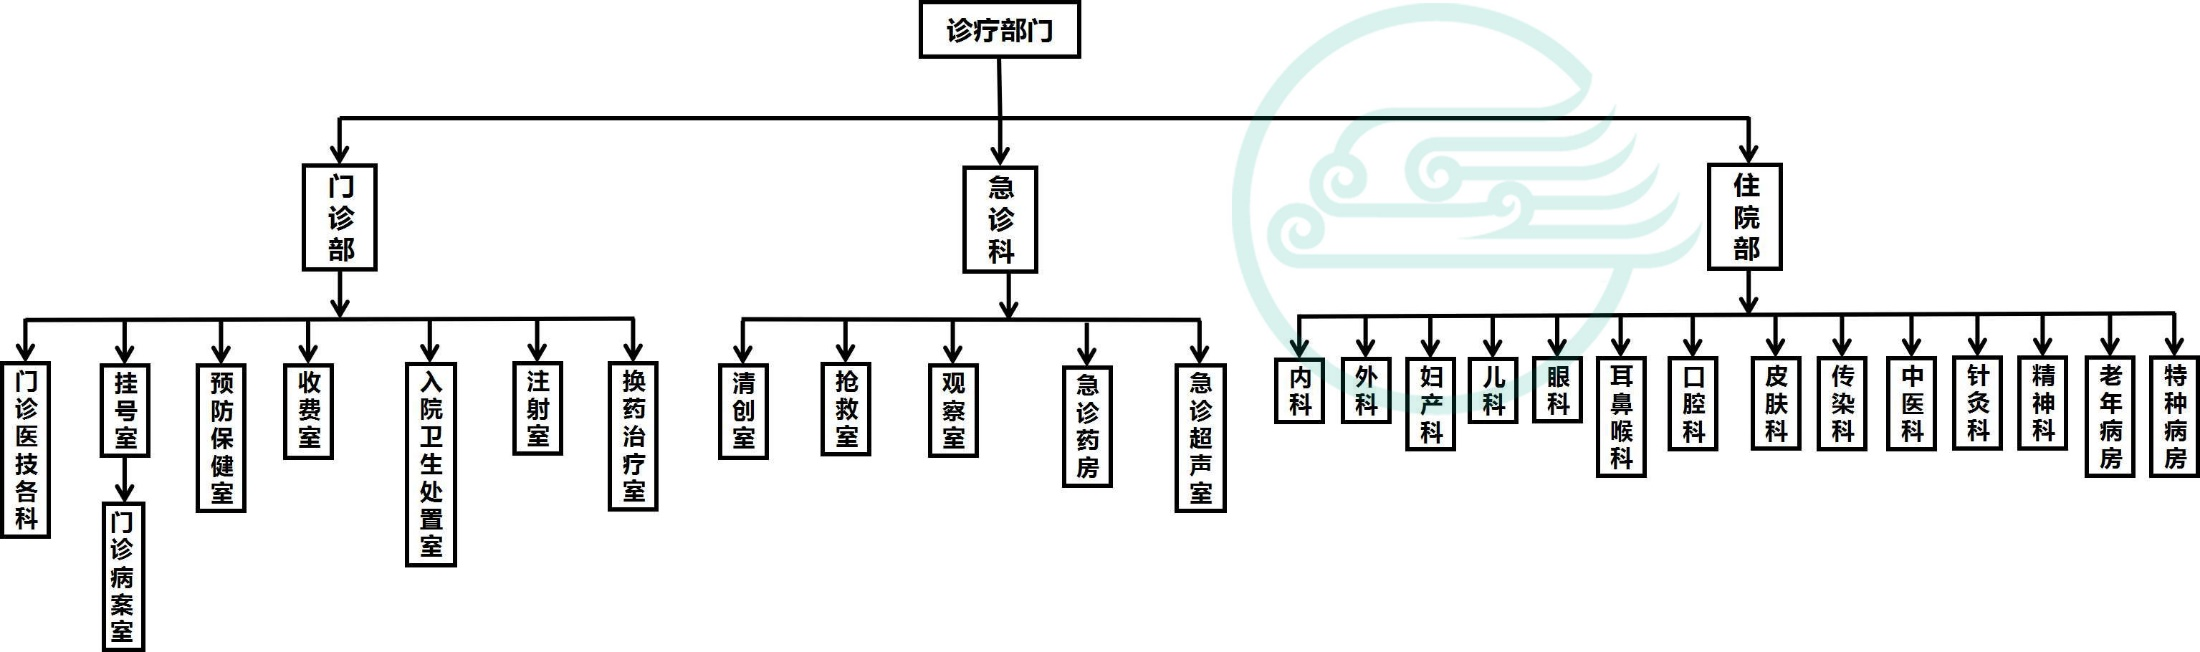 诊疗部门
门诊部
急诊科
住院部
门诊医技各科
挂号室
预防保健室
收费室
入院卫生处置室
注射室
换药治疗室
清创室
抢救室
观察室
急诊药房
急诊超声室
内科
外科
妇产科
儿科
眼科
耳鼻喉科
口腔科
皮肤科
传染科
中医科
针灸科
精神科
老年病房
特种病房
门诊病案室